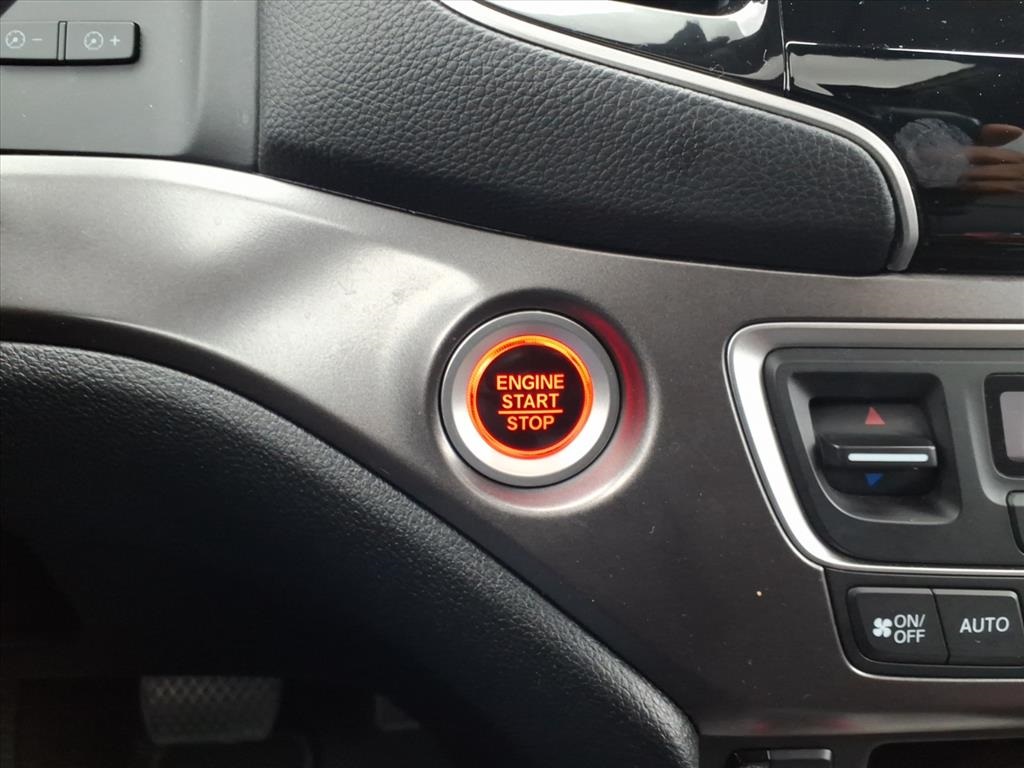 - +
ENGINE
START
STOP
ON/
OFF
AUTO